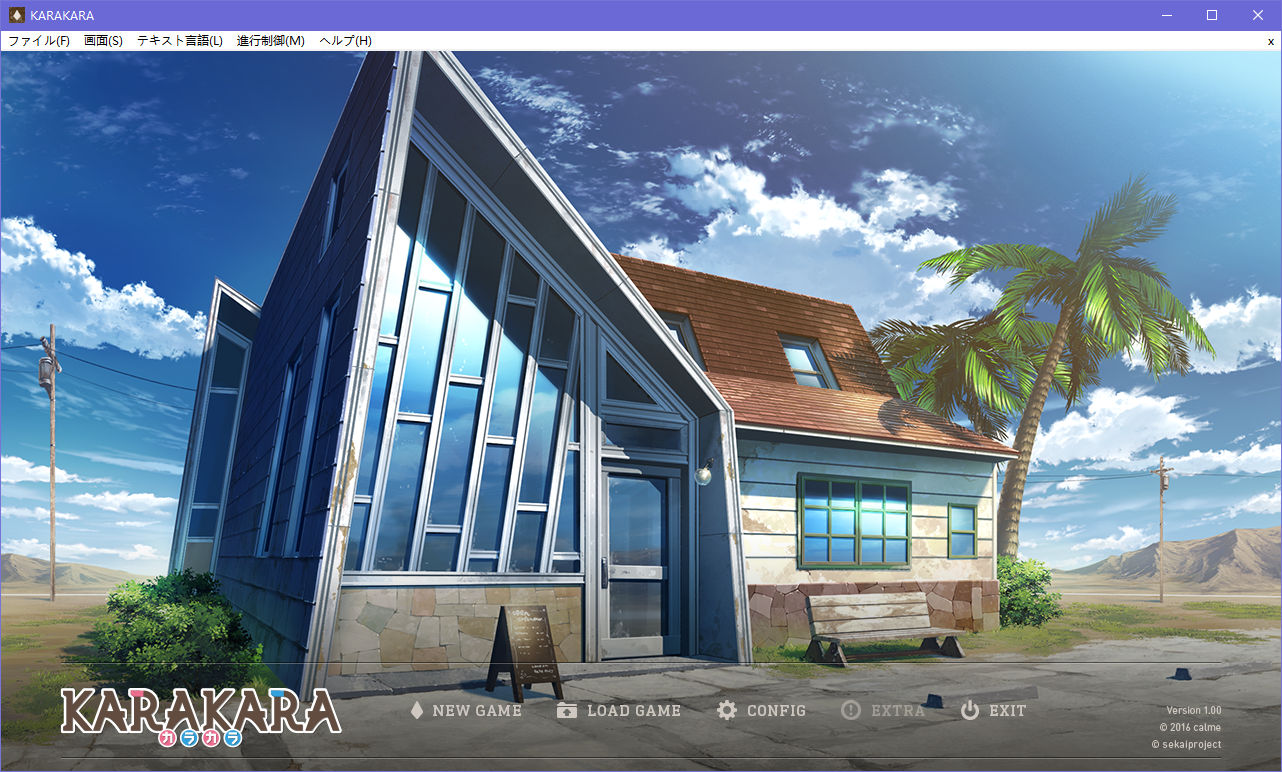 KARAKARA
ファイル(F) 画面(S) テキスト言語(L) 進行制御(M) ヘルプ(H) x
KARAKARA
カラカラ
NEW GAME LOAD GAME CONFIG EXTRA EXIT
Version 1.00
© 2016 calme
© sekaiproject